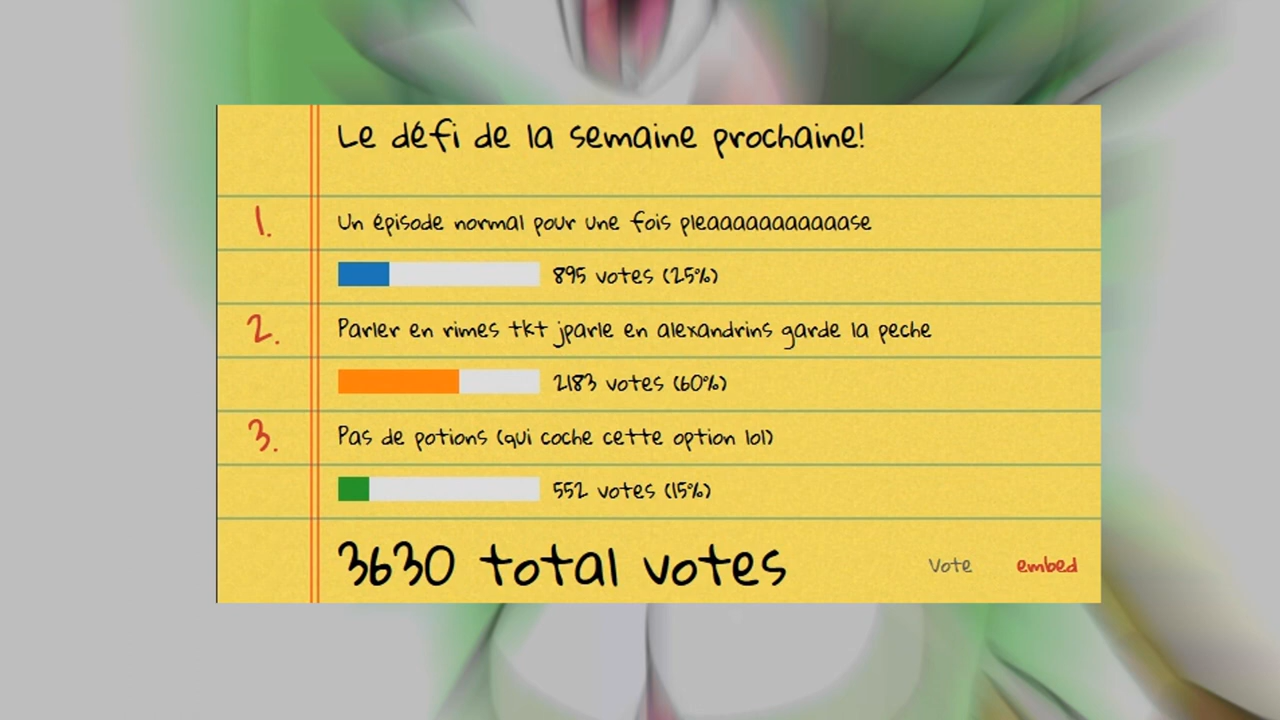 Le défi de la semaine prochaine!
1. Un épisode normal pour une fois pleaaaaaaaaaaase
895 votes (25%)
2. Parler en rimes tkt jparle en alexandrins garde la peche
2183 votes (60%)
3. Pas de potions (qui coche cette option lol)
552 votes (15%)
3630 total votes Vote embed